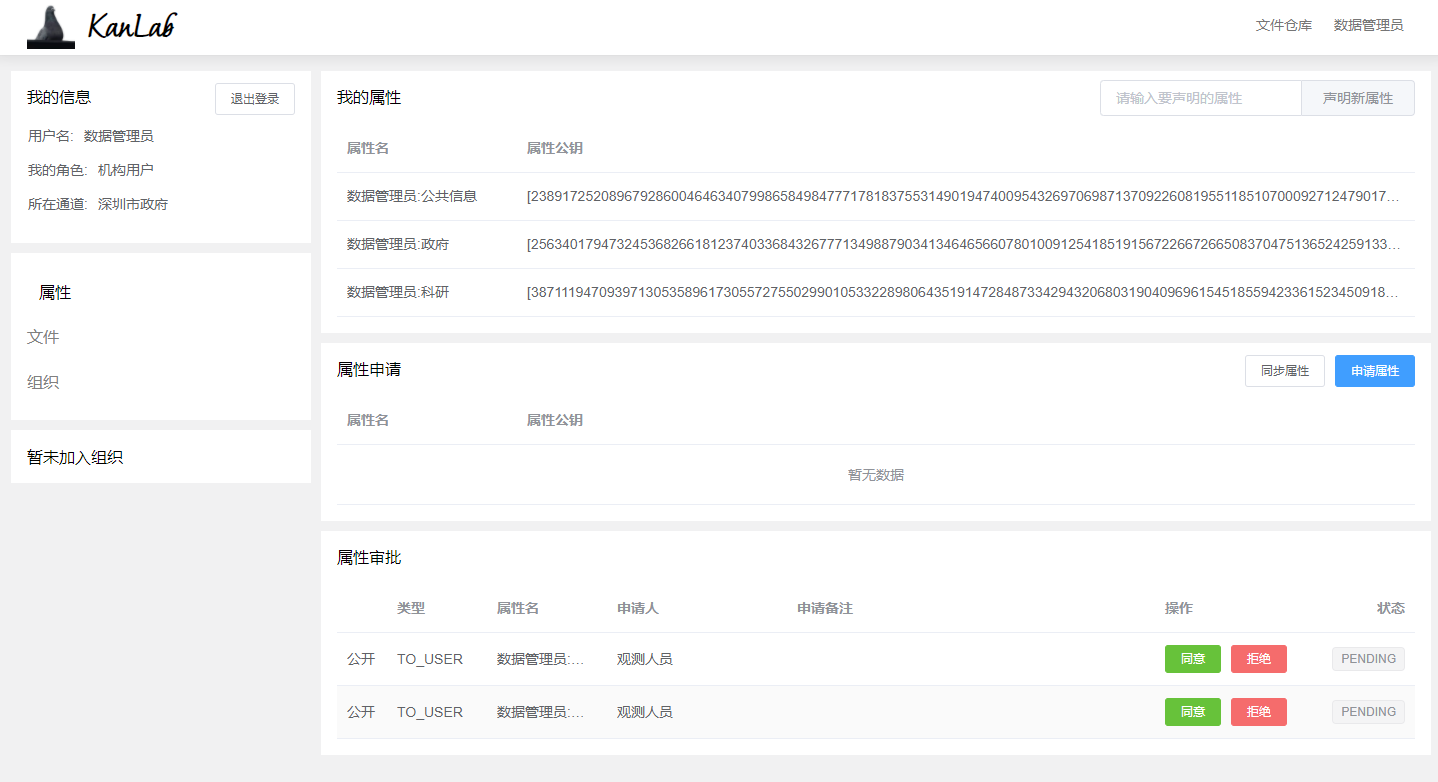 KanLab
文件仓库 数据管理员
我的信息 退出登录
用户名: 数据管理员
我的角色: 机构用户
所在通道: 深圳市政府
属性
文件
组织
暂未加入组织
我的属性 请输入要声明的属性 声明新属性
属性名 属性公钥
数据管理员:公共信息 [23891725208967928600464634079986584984777178183755314901947400954326970698713709226081955118510700092712479017…
数据管理员:政府 [25634017947324536826618123740336843267771349887903413464656607801009125418519156722667266508370475136524259133…
数据管理员:科研 [38711194709397130535896173055727550299010533228980643519147284873342943206803190409696154518559423361523450918…
属性申请 同步属性 申请属性
属性名 属性公钥
暂无数据
属性审批
类型 属性名 申请人 申请备注 操作 状态
公开 TO_USER 数据管理员:… 观测人员 同意 拒绝 PENDING
公开 TO_USER 数据管理员:… 观测人员 同意 拒绝 PENDING